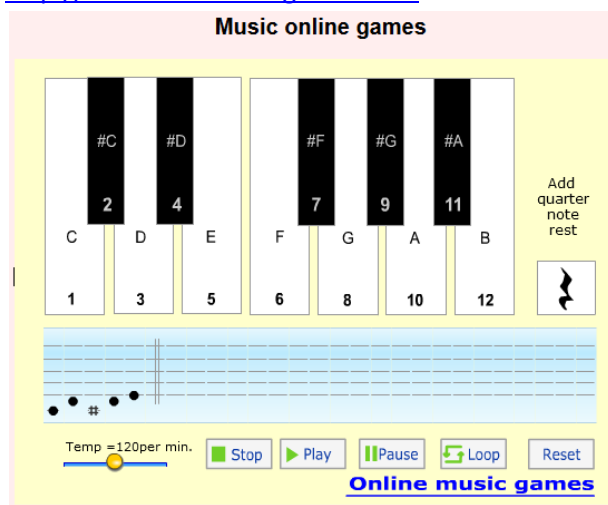 Music online games
#C #D #F #G #A
2 4 7 9 11
C D E F G A B
1 3 5 6 8 10 12
Add
quarter
note
rest
#
Temp =120per min.
Stop Play Pause Loop Reset
Online music games